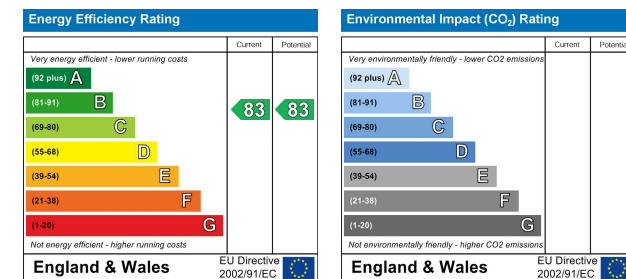 Energy Efficiency Rating
Current Potential
Very energy efficient - lower running costs
(92 plus) A
(81-91) B
83 83
(69-80) C
(55-68) D
(39-54) E
(21-38) F
(1-20) G
Not energy efficient - higher running costs
England & Wales
EU Directive
2002/91/EC
Environmental Impact (CO₂) Rating
Current Potential
Very environmentally friendly - lower CO2 emissions
(92 plus) A
(81-91) B
(69-80) C
(55-68) D
(39-54) E
(21-38) F
(1-20) G
Not environmentally friendly - higher CO2 emissions
England & Wales
EU Directive
2002/91/EC